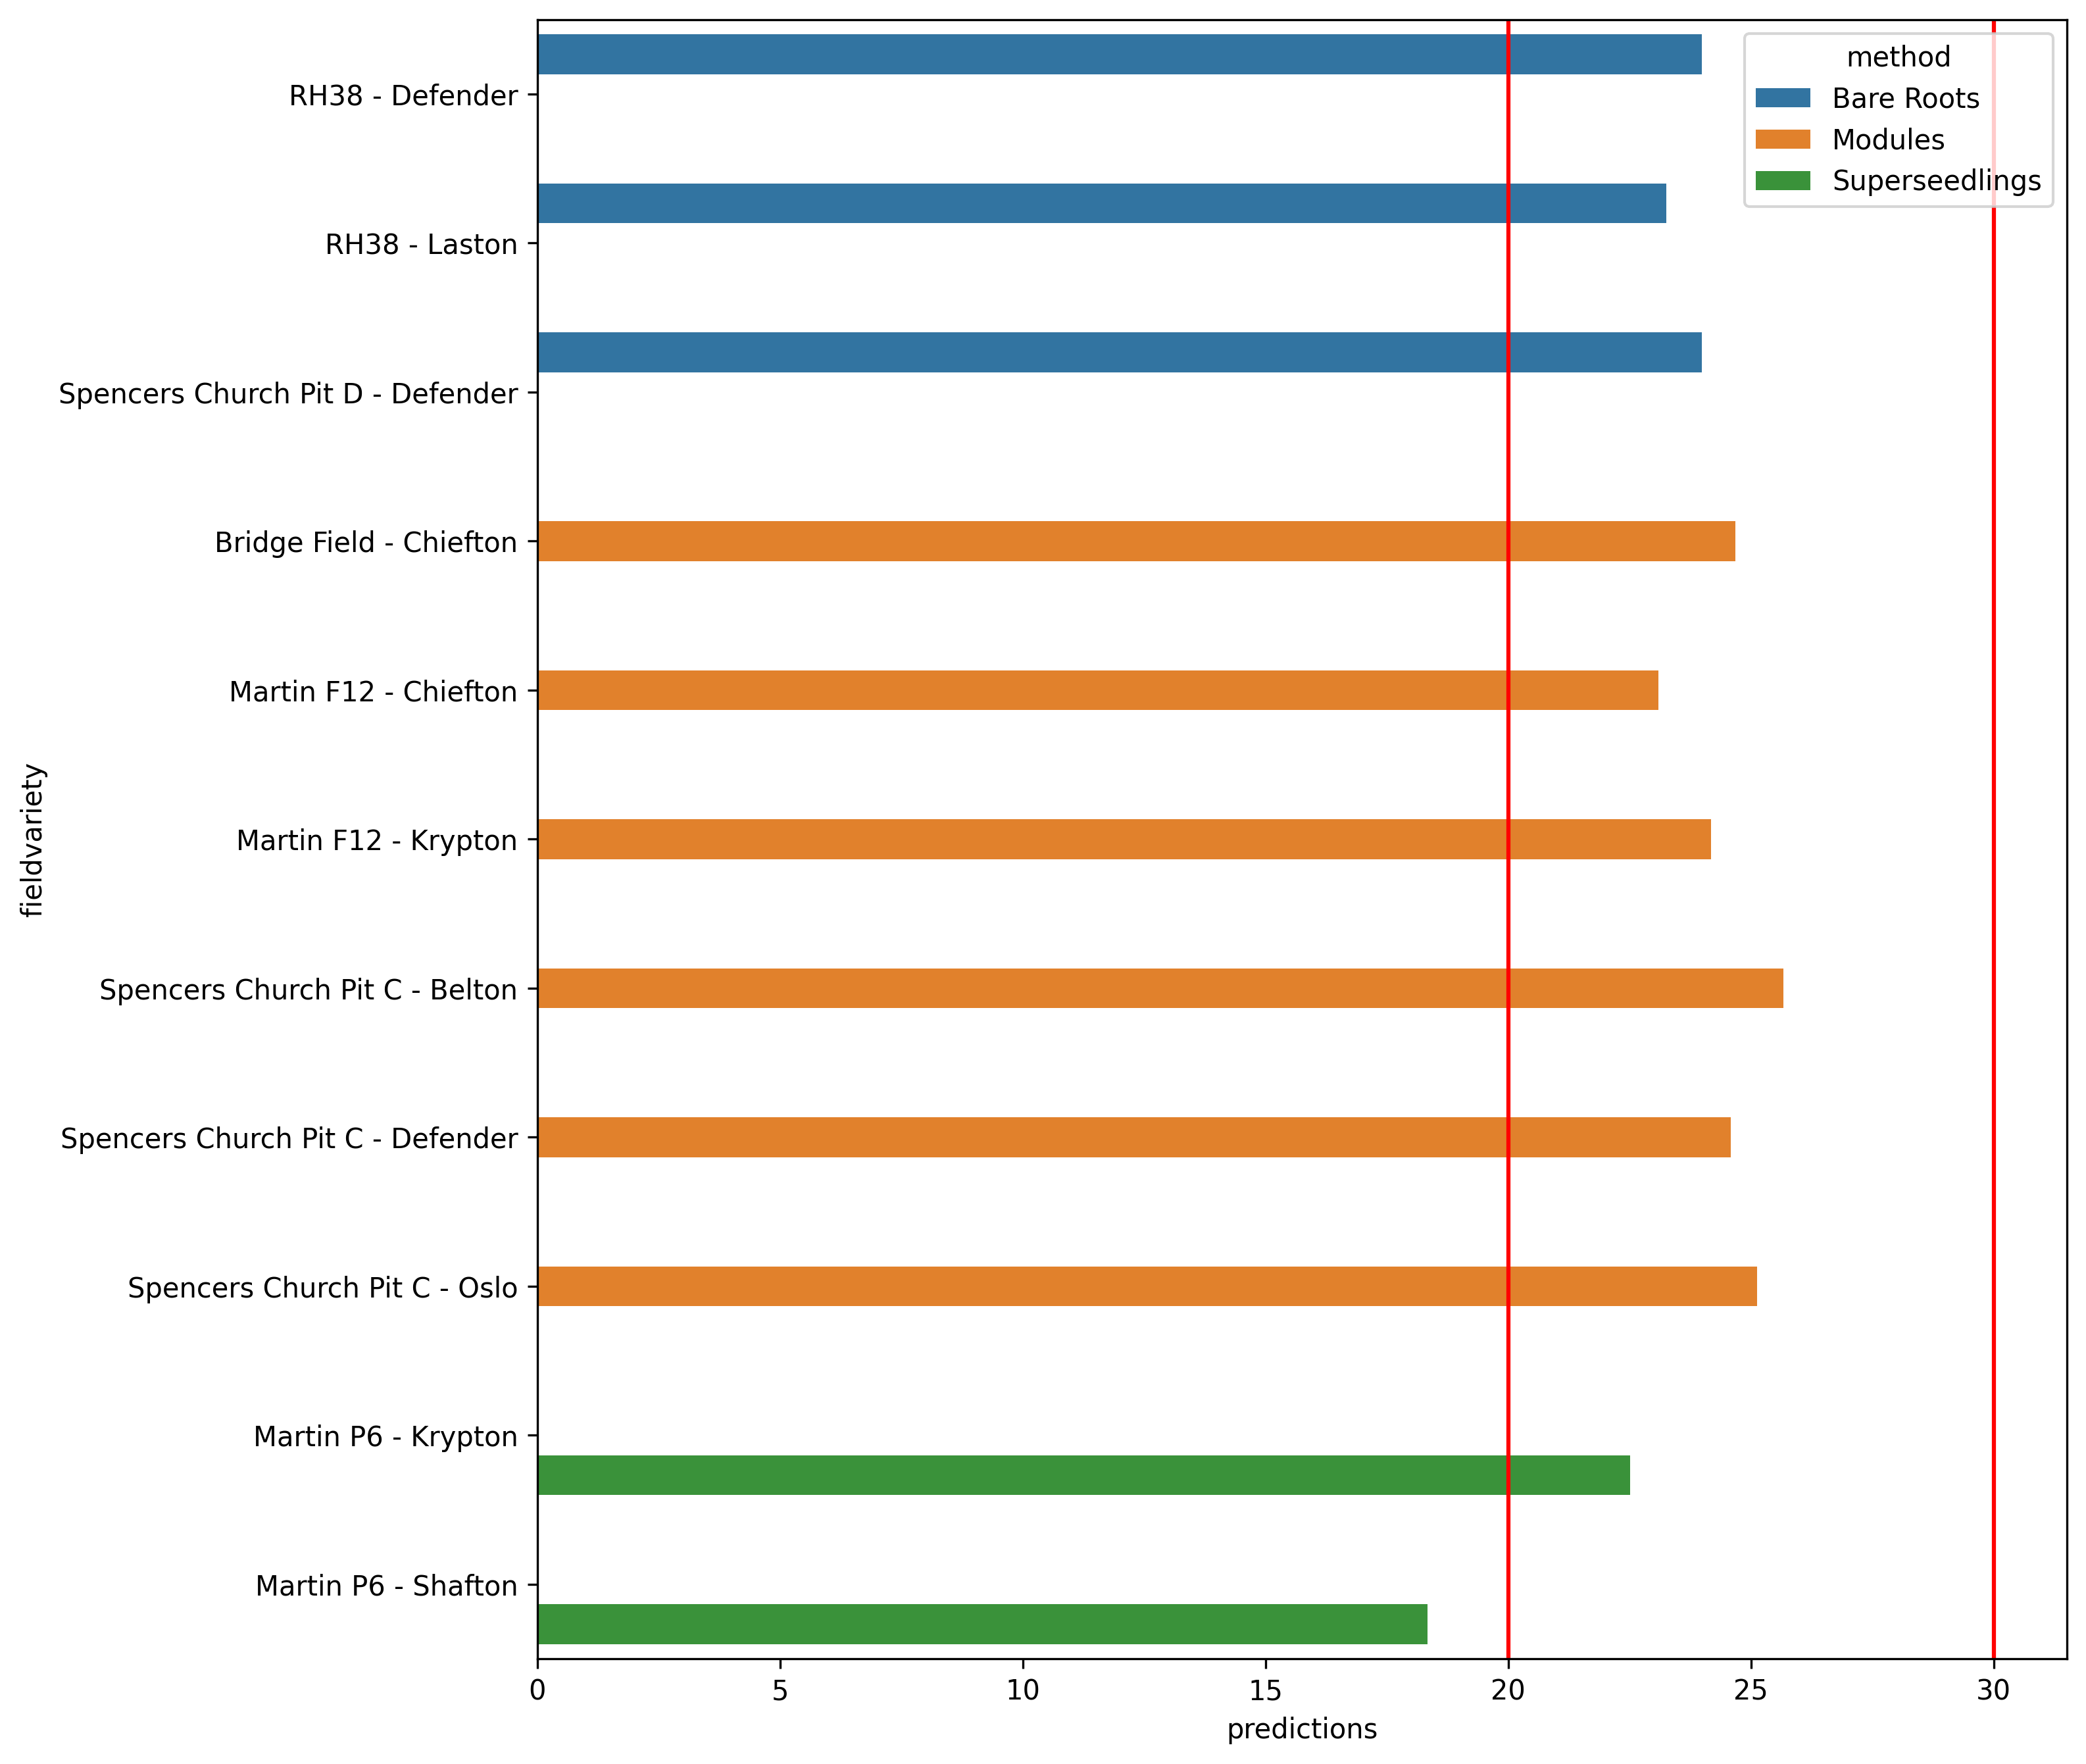 method
Bare Roots
Modules
Superseedlings
fieldvariety
RH38 - Defender
RH38 - Laston
Spencers Church Pit D - Defender
Bridge Field - Chiefton
Martin F12 - Chiefton
Martin F12 - Krypton
Spencers Church Pit C - Belton
Spencers Church Pit C - Defender
Spencers Church Pit C - Oslo
Martin P6 - Krypton
Martin P6 - Shafton
0 5 10 15 20 25 30
predictions